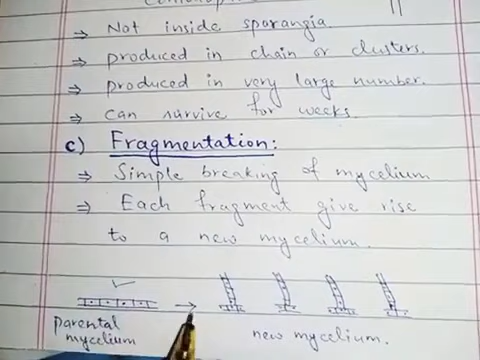 ⇒ Not inside sporangia
⇒ produced in chain or clusters.
⇒ produced in very large number.
⇒ Can survive for weeks.
c) Fragmentation:
⇒ Simple breaking of mycelium
⇒ Each fragment give rise
to a new mycelium.
parental
mycelium
new mycelium.